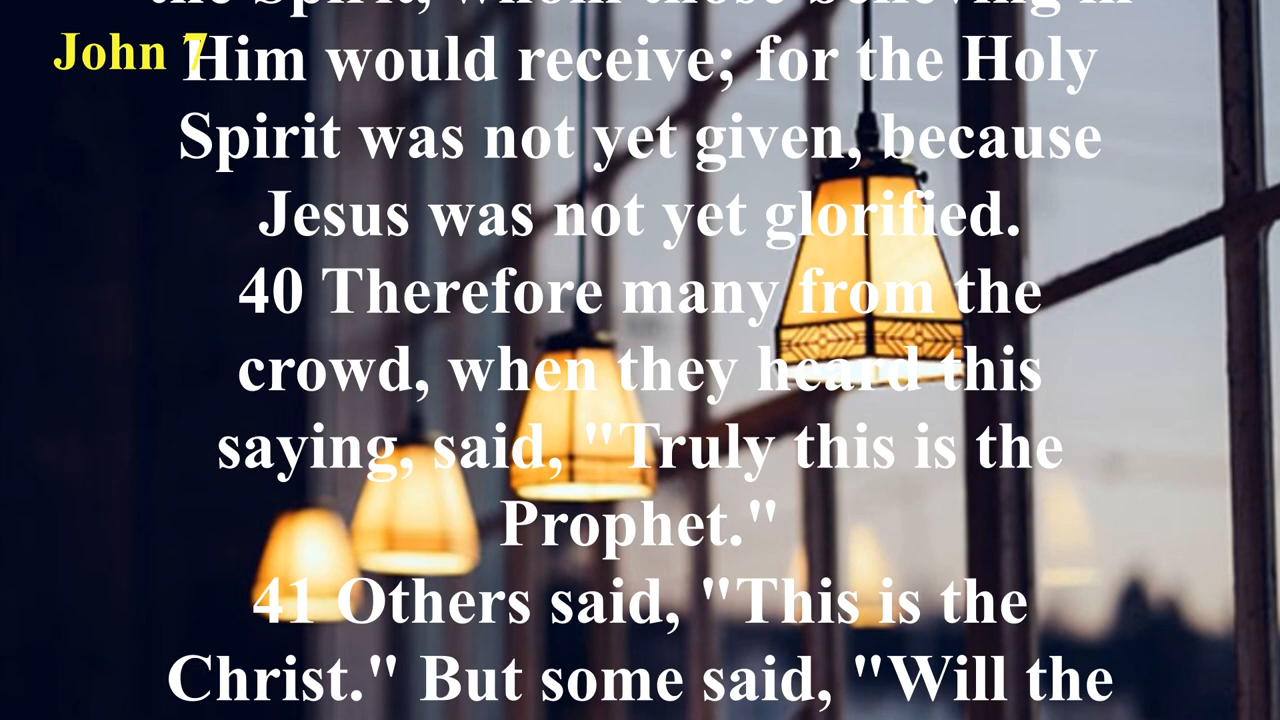 the Spirit, whom those believing in
John 7
Him would receive; for the Holy
Spirit was not yet given, because
Jesus was not yet glorified.
40 Therefore many from the
crowd, when they heard this
saying, said, "Truly this is the
Prophet."
41 Others said, "This is the
Christ." But some said, "Will the